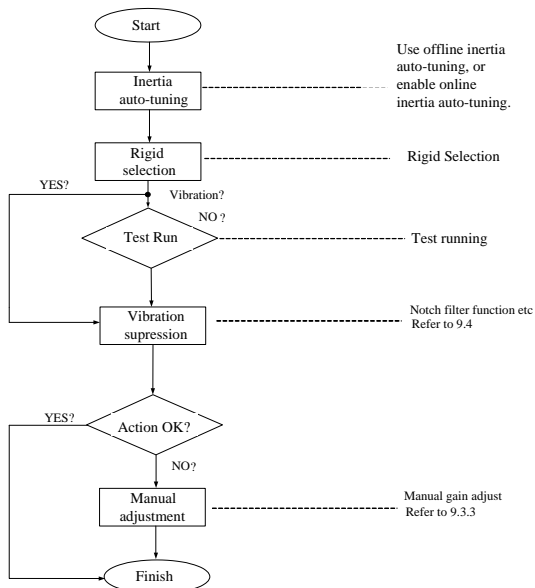 Start
Inertia
auto-tuning
Use offline inertia
auto-tuning, or
enable online
inertia auto-tuning.
Rigid
selection
Rigid Selection
YES?
Vibration?
NO ?
Test Run
Test running
Vibration
supression
Notch filter function etc
Refer to 9.4
YES?
Action OK?
NO?
Manual
adjustment
Manual gain adjust
Refer to 9.3.3
Finish